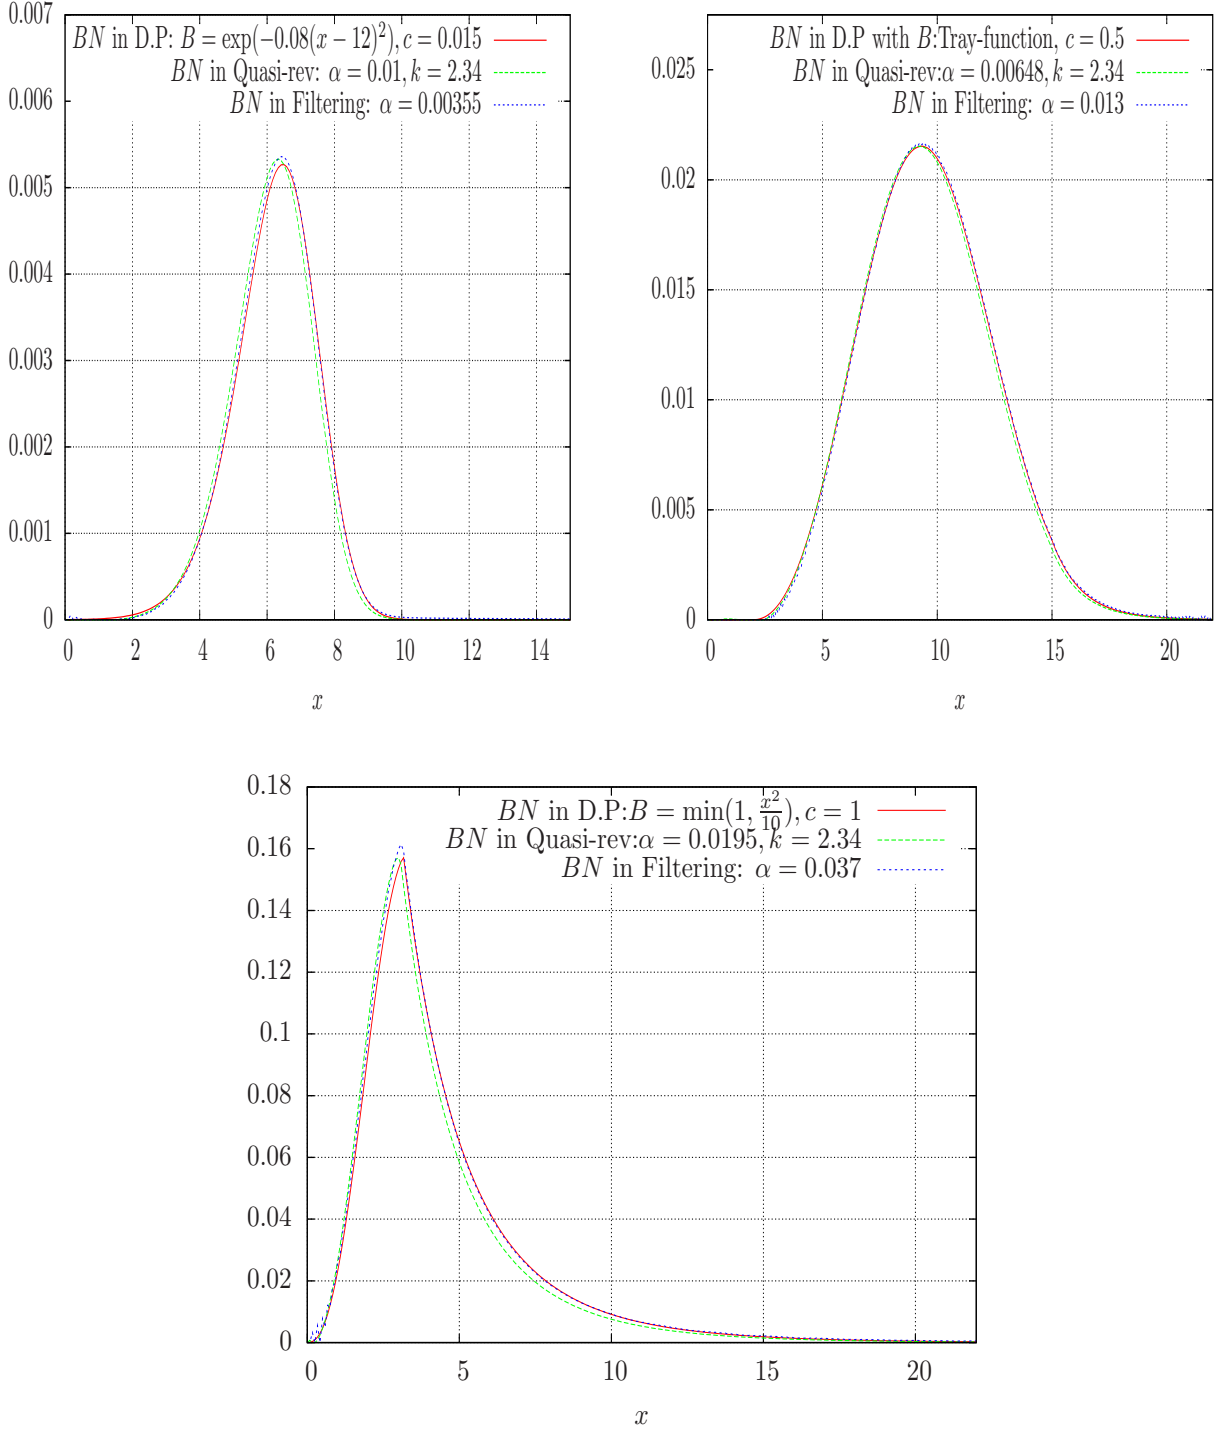 0.007
0.006
0.005
0.004
0.003
0.002
0.001
0
BN in D.P: B = exp(−0.08(x − 12)²), c = 0.015
BN in Quasi-rev: α = 0.01, k = 2.34
BN in Filtering: α = 0.00355
0 2 4 6 8 10 12 14
x
0.025
0.02
0.015
0.01
0.005
0
BN in D.P with B:Tray-function, c = 0.5
BN in Quasi-rev:α = 0.00648, k = 2.34
BN in Filtering: α = 0.013
0 5 10 15 20
x
0.18
0.16
0.14
0.12
0.1
0.08
0.06
0.04
0.02
0
BN in D.P:B = min(1, x²/10), c = 1
BN in Quasi-rev:α = 0.0195, k = 2.34
BN in Filtering: α = 0.037
0 5 10 15 20
x